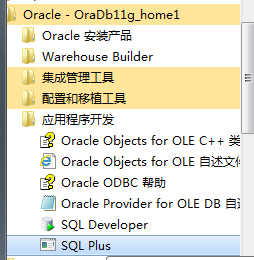 Oracle - OraDb11g_home1
Oracle 安装产品
Warehouse Builder
集成管理工具
配置和移植工具
应用程序开发
Oracle Objects for OLE C++ 类
Oracle Objects for OLE 自述文件
Oracle ODBC 帮助
Oracle Provider for OLE DB 自
SQL Developer
SQL Plus